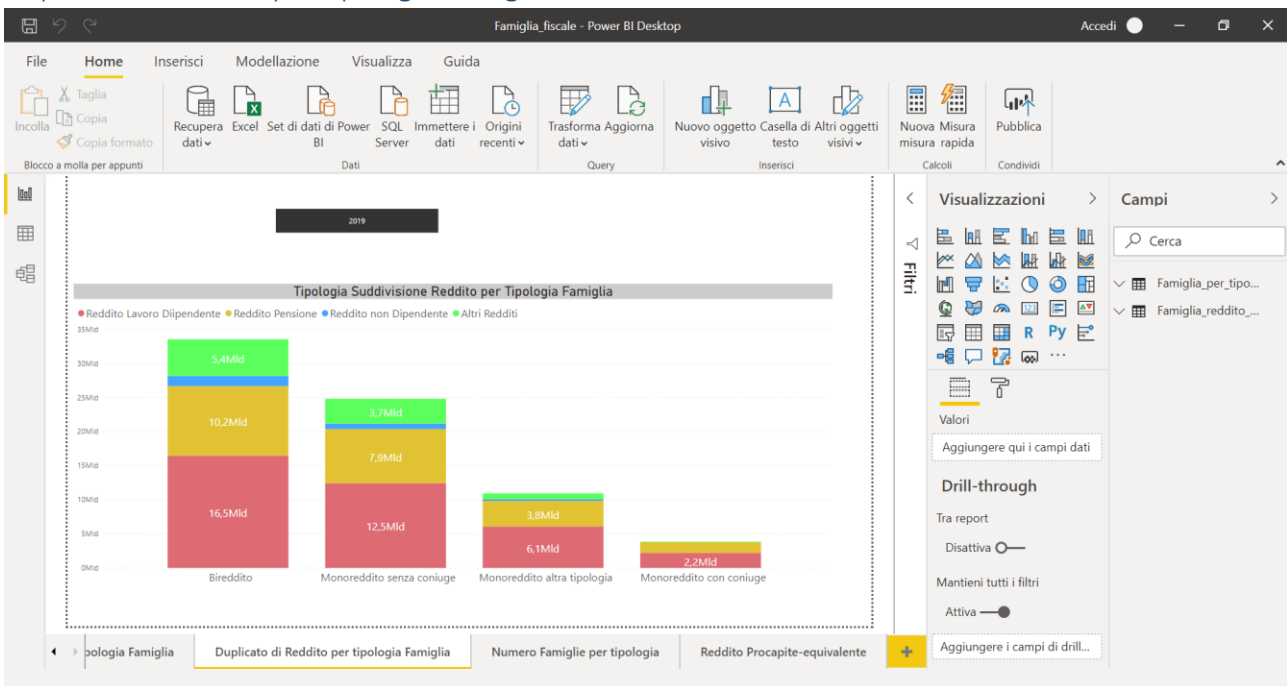 Famiglia_fiscale - Power BI Desktop
Accedi
File Home Inserisci Modellazione Visualizza Guida
Incolla
Taglia
Copia
Copia formato
Blocco a molla per appunti
Recupera dati
Excel
Set di dati di Power BI
SQL Server
Immettere i dati
Origini recenti
Dati
Trasforma dati
Aggiorna
Query
Nuovo oggetto visivo
Casella di testo
Altri oggetti visivi
Inserisci
Nuova misura
Misura rapida
Calcoli
Pubblica
Condividi
2019
Tipologia Suddivisione Reddito per Tipologia Famiglia
Reddito Lavoro Diipendente Reddito Pensione Reddito non Dipendente Altri Redditi
35Mld
30Mld
25Mld
20Mld
15Mld
10Mld
5Mld
0Mld
5,4Mld
10,2Mld
16,5Mld
3,7Mld
7,9Mld
12,5Mld
3,8Mld
6,1Mld
2,2Mld
Bireddito Monoreddito senza coniuge Monoreddito altra tipologia Monoreddito con coniuge
Filtri
Visualizzazioni
R Py
Valori
Aggiungere qui i campi dati
Drill-through
Tra report
Disattiva
Mantieni tutti i filtri
Attiva
Aggiungere i campi di drill...
Campi
Cerca
Famiglia_per_tipo...
Famiglia_reddito_...
pologia Famiglia Duplicato di Reddito per tipologia Famiglia Numero Famiglie per tipologia Reddito Procapite-equivalente +